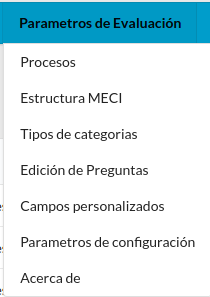 Parametros de Evaluación
Procesos
Estructura MECI
Tipos de categorias
Edición de Preguntas
Campos personalizados
Parametros de configuración
Acerca de